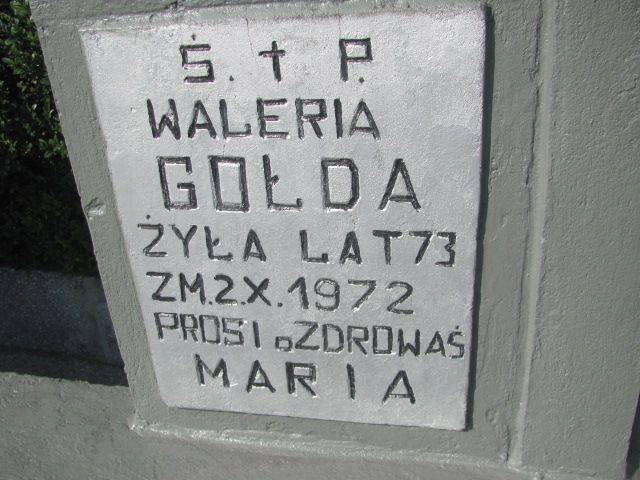 Ś. † P.
WALERIA
GOŁDA
ŻYŁA LAT 73
ZM. 2. X. 1972
PROSI o ZDROWAŚ
MARIA